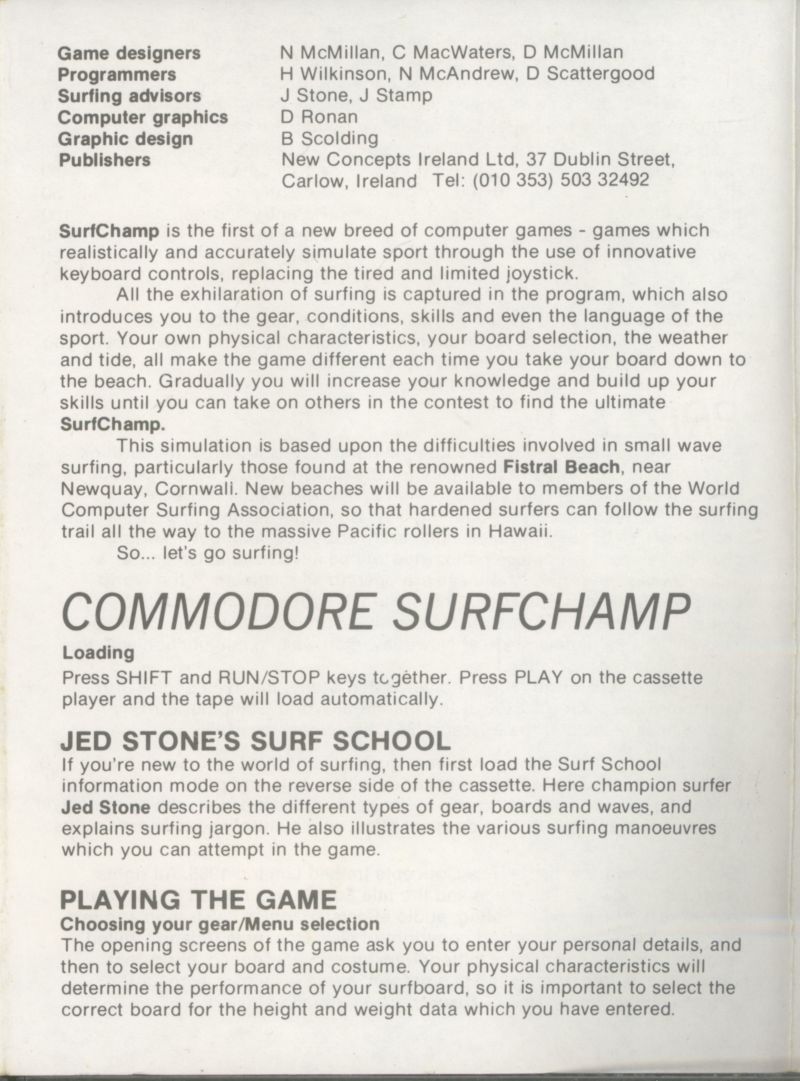 Game designers N McMillan, C MacWaters, D McMillan
Programmers H Wilkinson, N McAndrew, D Scattergood
Surfing advisors J Stone, J Stamp
Computer graphics D Ronan
Graphic design B Scolding
Publishers New Concepts Ireland Ltd, 37 Dublin Street,
Carlow, Ireland Tel: (010 353) 503 32492
SurfChamp is the first of a new breed of computer games - games which
realistically and accurately simulate sport through the use of innovative
keyboard controls, replacing the tired and limited joystick.
All the exhilaration of surfing is captured in the program, which also
introduces you to the gear, conditions, skills and even the language of the
sport. Your own physical characteristics, your board selection, the weather
and tide, all make the game different each time you take your board down to
the beach. Gradually you will increase your knowledge and build up your
skills until you can take on others in the contest to find the ultimate
SurfChamp.
This simulation is based upon the difficulties involved in small wave
surfing, particularly those found at the renowned Fistral Beach, near
Newquay, Cornwall. New beaches will be available to members of the World
Computer Surfing Association, so that hardened surfers can follow the surfing
trail all the way to the massive Pacific rollers in Hawaii.
So... let's go surfing!
COMMODORE SURFCHAMP
Loading
Press SHIFT and RUN/STOP keys together. Press PLAY on the cassette
player and the tape will load automatically.
JED STONE'S SURF SCHOOL
If you're new to the world of surfing, then first load the Surf School
information mode on the reverse side of the cassette. Here champion surfer
Jed Stone describes the different types of gear, boards and waves, and
explains surfing jargon. He also illustrates the various surfing manoeuvres
which you can attempt in the game.
PLAYING THE GAME
Choosing your gear/Menu selection
The opening screens of the game ask you to enter your personal details, and
then to select your board and costume. Your physical characteristics will
determine the performance of your surfboard, so it is important to select the
correct board for the height and weight data which you have entered.